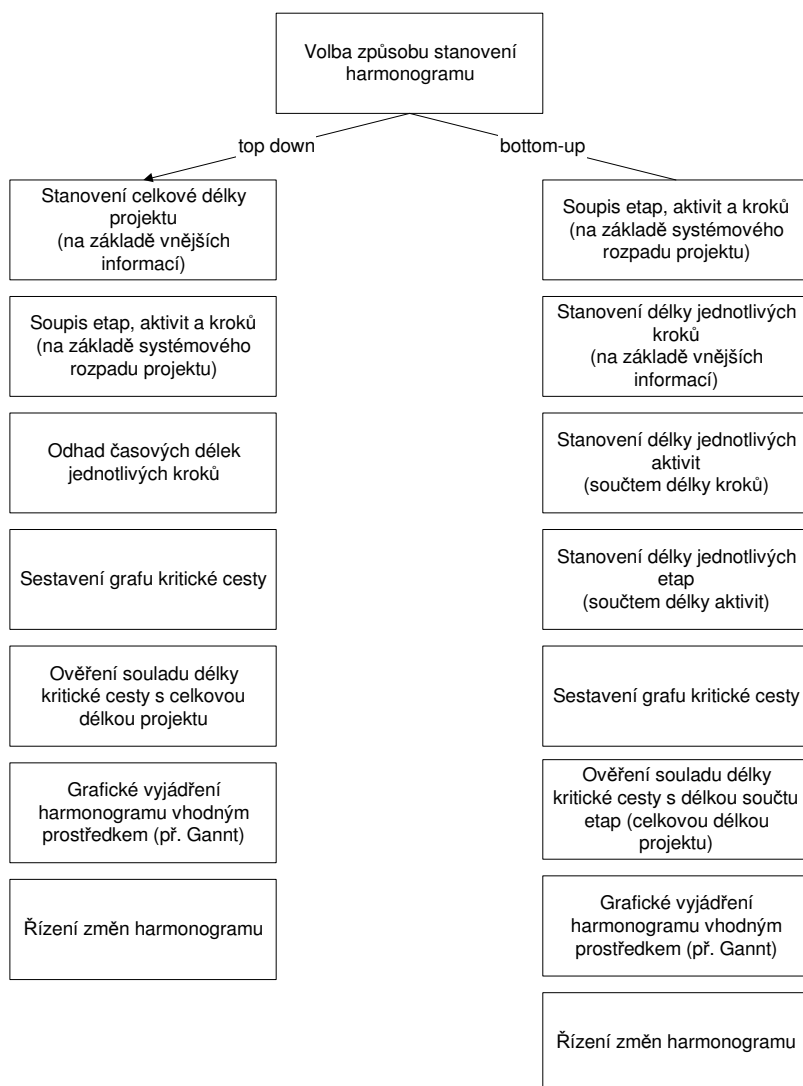 Volba způsobu stanovení
harmonogramu
top down
bottom-up
Stanovení celkové délky
projektu
(na základě vnějších
informací)
Soupis etap, aktivit a kroků
(na základě systémového
rozpadu projektu)
Odhad časových délek
jednotlivých kroků
Sestavení grafu kritické cesty
Ověření souladu délky
kritické cesty s celkovou
délkou projektu
Grafické vyjádření
harmonogramu vhodným
prostředkem (př. Gannt)
Řízení změn harmonogramu
Soupis etap, aktivit a kroků
(na základě systémového
rozpadu projektu)
Stanovení délky jednotlivých
kroků
(na základě vnějších
informací)
Stanovení délky jednotlivých
aktivit
(součtem délky kroků)
Stanovení délky jednotlivých
etap
(součtem délky aktivit)
Sestavení grafu kritické cesty
Ověření souladu délky
kritické cesty s délkou součtu
etap (celkovou délkou
projektu)
Grafické vyjádření
harmonogramu vhodným
prostředkem (př. Gannt)
Řízení změn harmonogramu